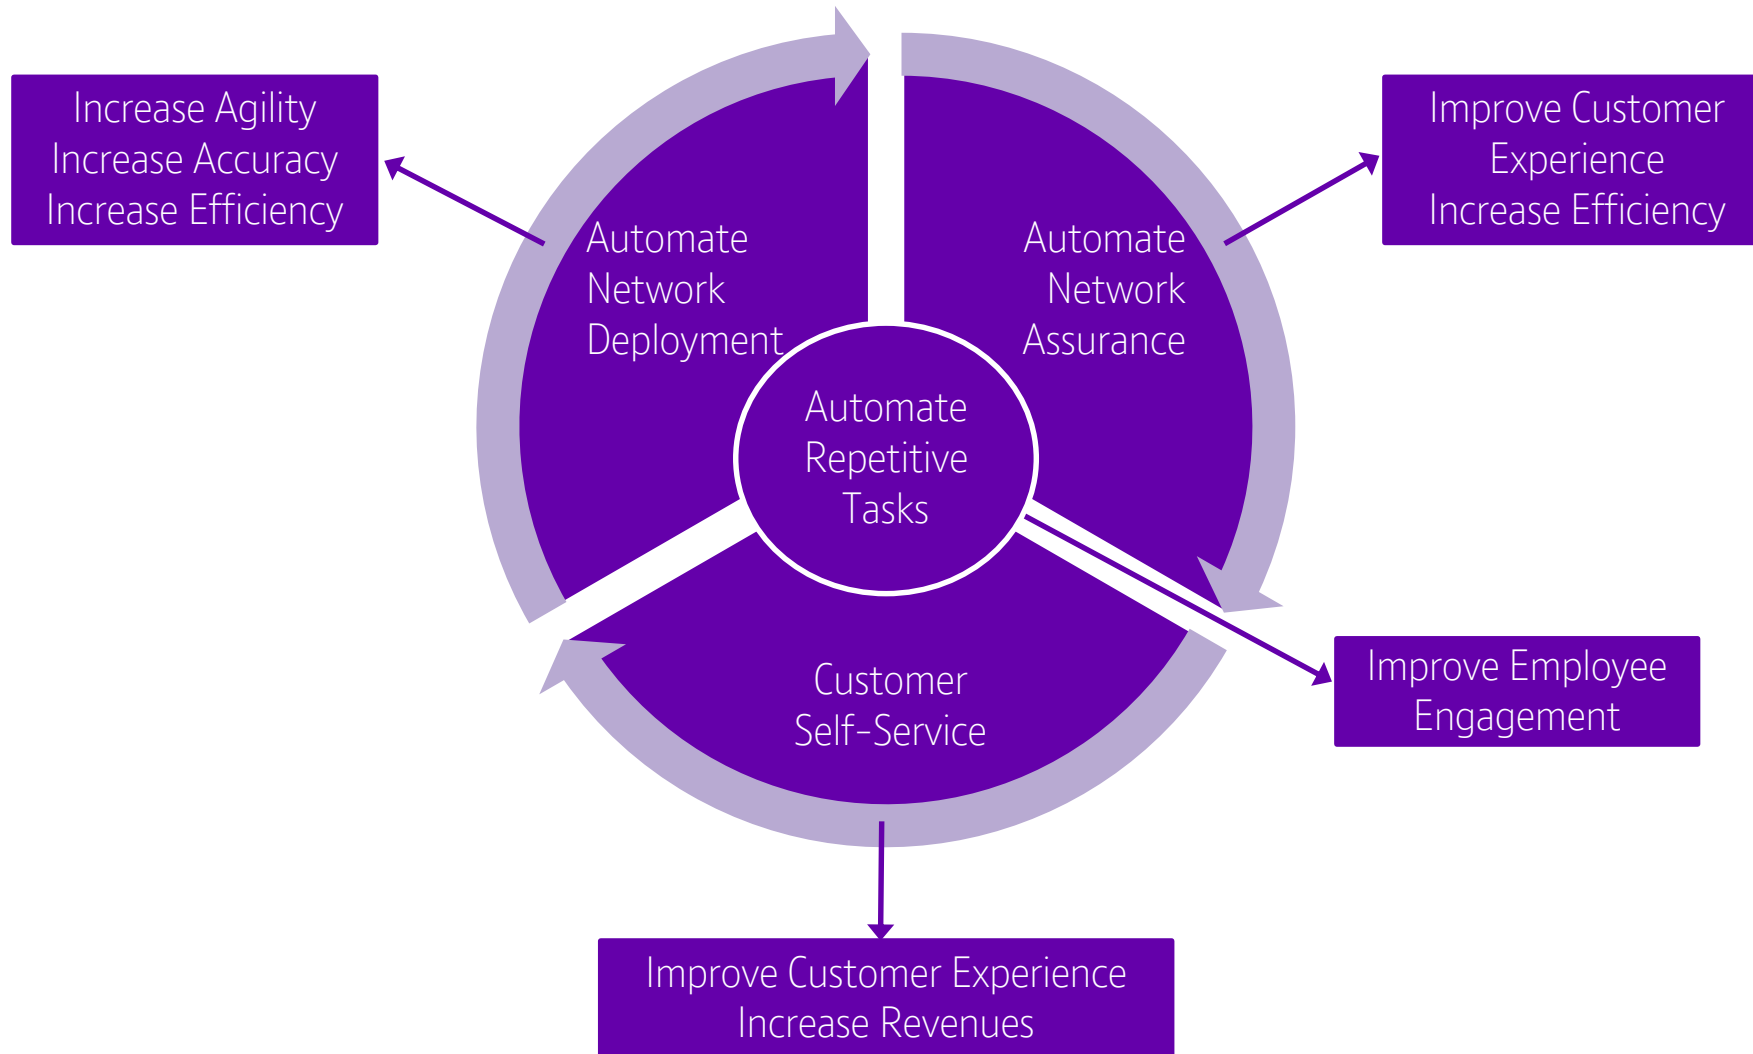 Increase Agility
Increase Accuracy
Increase Efficiency
Improve Customer
Experience
Increase Efficiency
Automate
Network
Deployment
Automate
Network
Assurance
Automate
Repetitive
Tasks
Customer
Self-Service
Improve Employee
Engagement
Improve Customer Experience
Increase Revenues